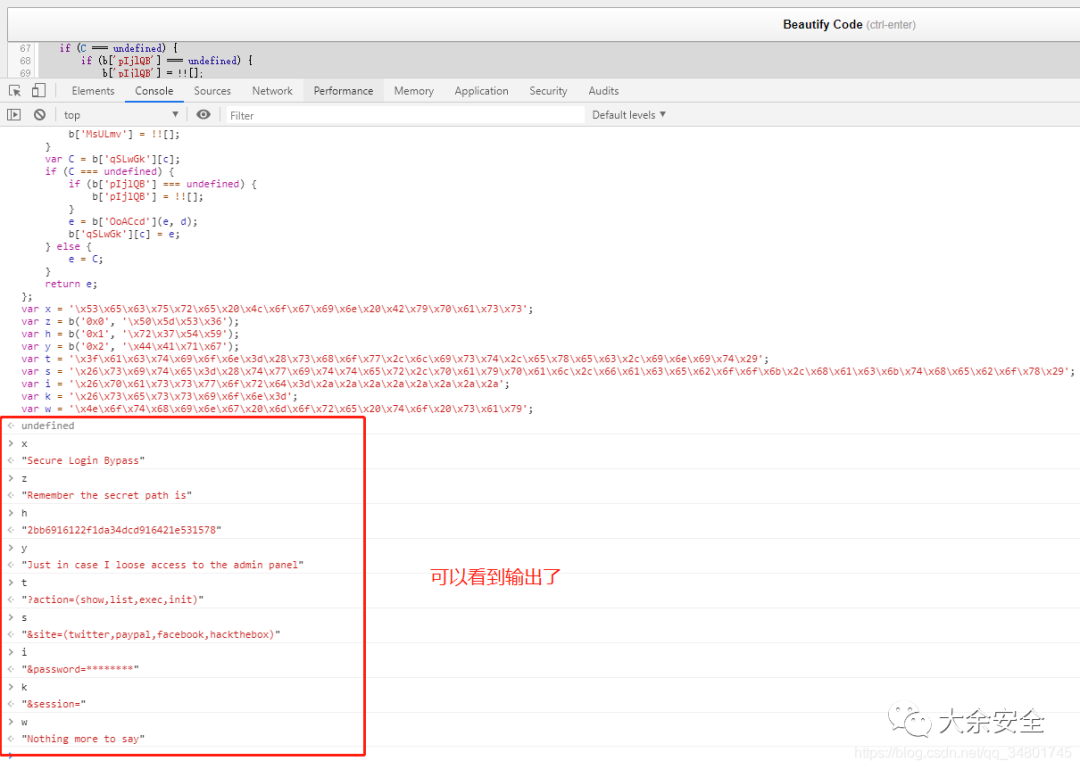 Beautify Code (ctrl-enter)
67 if (C === undefined) {
68 if (b['pIjlQB'] === undefined) {
69 b['pIjlQB'] = !![];
Elements Console Sources Network Performance Memory Application Security Audits
top ▼ Filter Default levels ▼
b['MsULmv'] = !![];
}
var C = b['qSLwGk'][c];
if (C === undefined) {
if (b['pIjlQB'] === undefined) {
b['pIjlQB'] = !![];
}
e = b['OoACcd'](e, d);
b['qSLwGk'][c] = e;
} else {
e = C;
}
return e;
};
var x = '\x53\x65\x63\x75\x72\x65\x20\x4c\x6f\x67\x69\x6e\x20\x42\x79\x70\x61\x73\x73';
var z = b('0x0', '\x50\x5d\x53\x36');
var h = b('0x1', '\x72\x37\x54\x59');
var y = b('0x2', '\x44\x41\x71\x67');
var t = '\x3f\x61\x63\x74\x69\x6f\x6e\x3d\x28\x73\x68\x6f\x77\x2c\x6c\x69\x73\x74\x2c\x65\x78\x65\x63\x2c\x69\x6e\x69\x74\x29';
var s = '\x26\x73\x69\x74\x65\x3d\x28\x74\x77\x69\x74\x74\x65\x72\x2c\x70\x61\x79\x70\x61\x6c\x2c\x66\x61\x63\x65\x62\x6f\x6f\x6b\x2c\x68\x61\x63\x6b\x74\x68\x65\x62\x6f\x78\x29';
var i = '\x26\x70\x61\x73\x73\x77\x6f\x72\x64\x3d\x2a\x2a\x2a\x2a\x2a\x2a\x2a\x2a';
var k = '\x26\x73\x65\x73\x73\x69\x6f\x6e\x3d';
var w = '\x4e\x6f\x74\x68\x69\x6e\x67\x20\x6d\x6f\x72\x65\x20\x74\x6f\x20\x73\x61\x79';
undefined
> x
"Secure Login Bypass"
> z
"Remember the secret path is"
> h
"2bb6916122f1da34dcd916421e531578"
> y
"Just in case I loose access to the admin panel"
> t
"?action=(show,list,exec,init)"
可以看到输出了
> s
"&site=(twitter,paypal,facebook,hackthebox)"
> i
"&password=********"
> k
"&session="
> w
"Nothing more to say"
大余安全
https://blog.csdn.net/qq_34801745